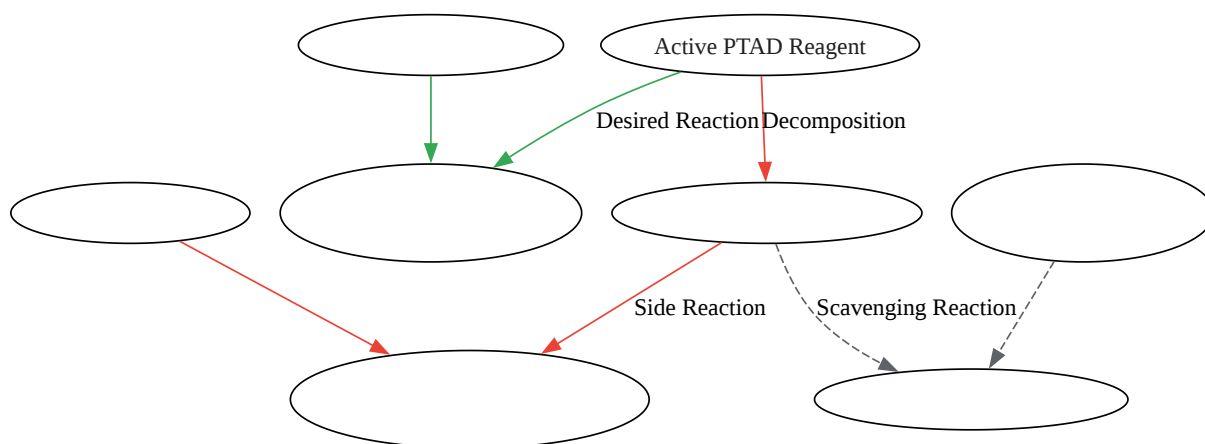 Active PTAD Reagent
Desired Reaction
Decomposition
Side Reaction
Scavenging Reaction